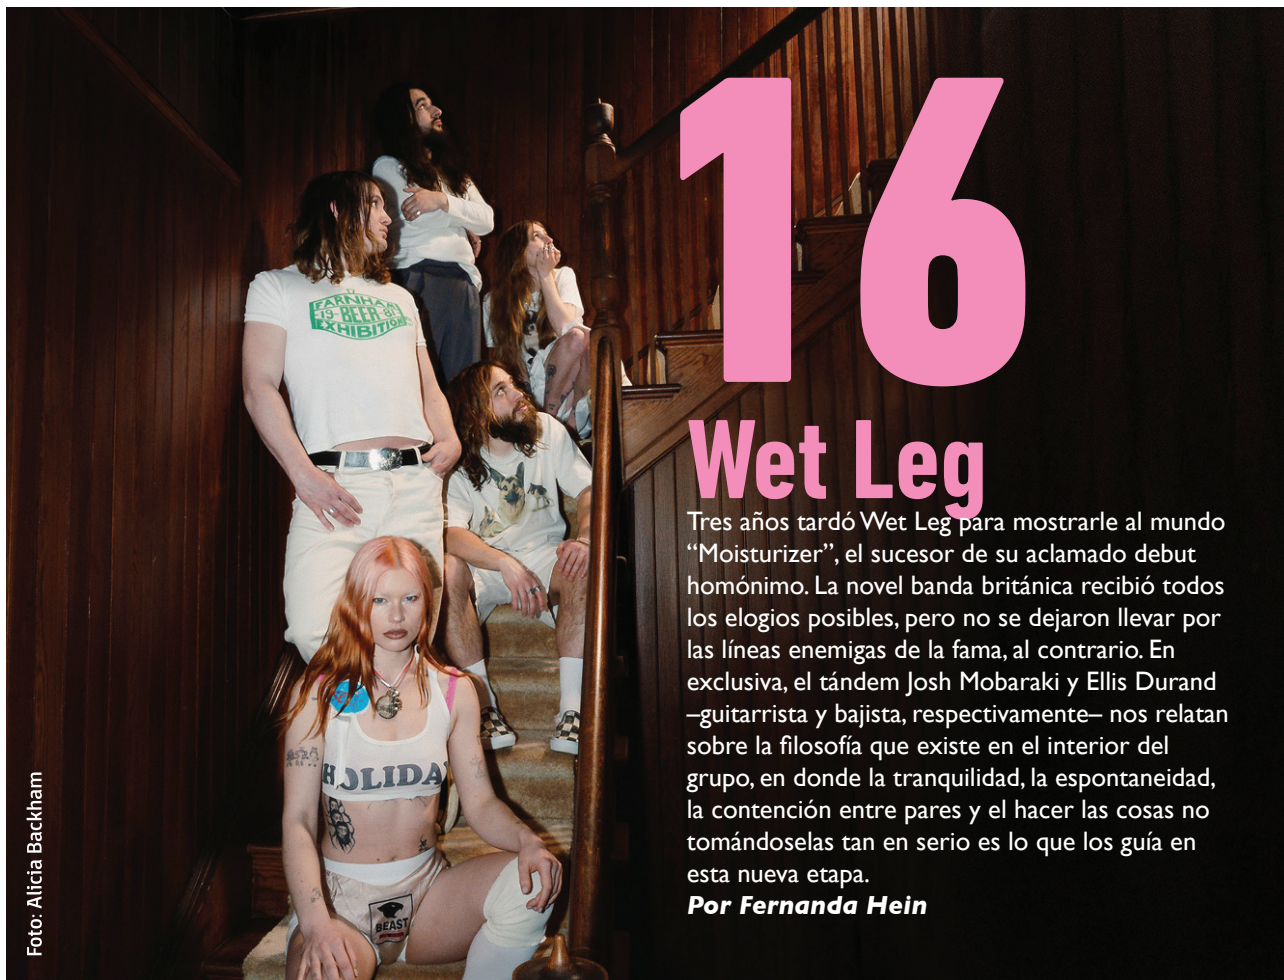 16
Wet Leg
Tres años tardó Wet Leg para mostrarle al mundo
“Moisturizer”, el sucesor de su aclamado debut
homónimo. La novel banda británica recibió todos
los elogios posibles, pero no se dejaron llevar por
las líneas enemigas de la fama, al contrario. En
exclusiva, el tándem Josh Mobaraki y Ellis Durand
–guitarrista y bajista, respectivamente– nos relatan
sobre la filosofía que existe en el interior del
grupo, en donde la tranquilidad, la espontaneidad,
la contención entre pares y el hacer las cosas no
tomándoselas tan en serio es lo que los guía en
esta nueva etapa.
Por Fernanda Hein
Foto: Alicia Backham
FARNHAM
19 BEER 81
EXHIBITION
HOLIDA
BEAST